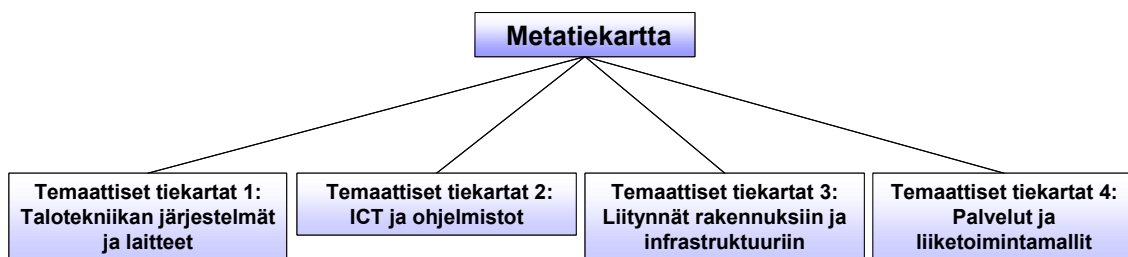 Metatiekartta
Temaattiset tiekartat 1:
Talotekniikan järjestelmät
ja laitteet
Temaattiset tiekartat 2:
ICT ja ohjelmistot
Temaattiset tiekartat 3:
Liitynnät rakennuksiin ja
infrastruktuuriin
Temaattiset tiekartat 4:
Palvelut ja
liiketoimintamallit